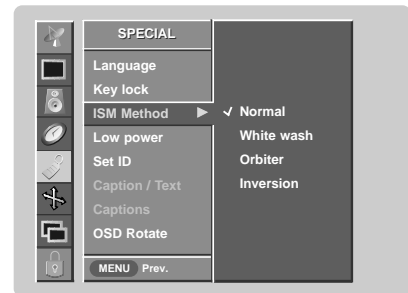 SPECIAL
Language
Key lock
ISM Method ▶
Low power
Set ID
Caption / Text
Captions
OSD Rotate
MENU Prev.
✓ Normal
White wash
Orbiter
Inversion